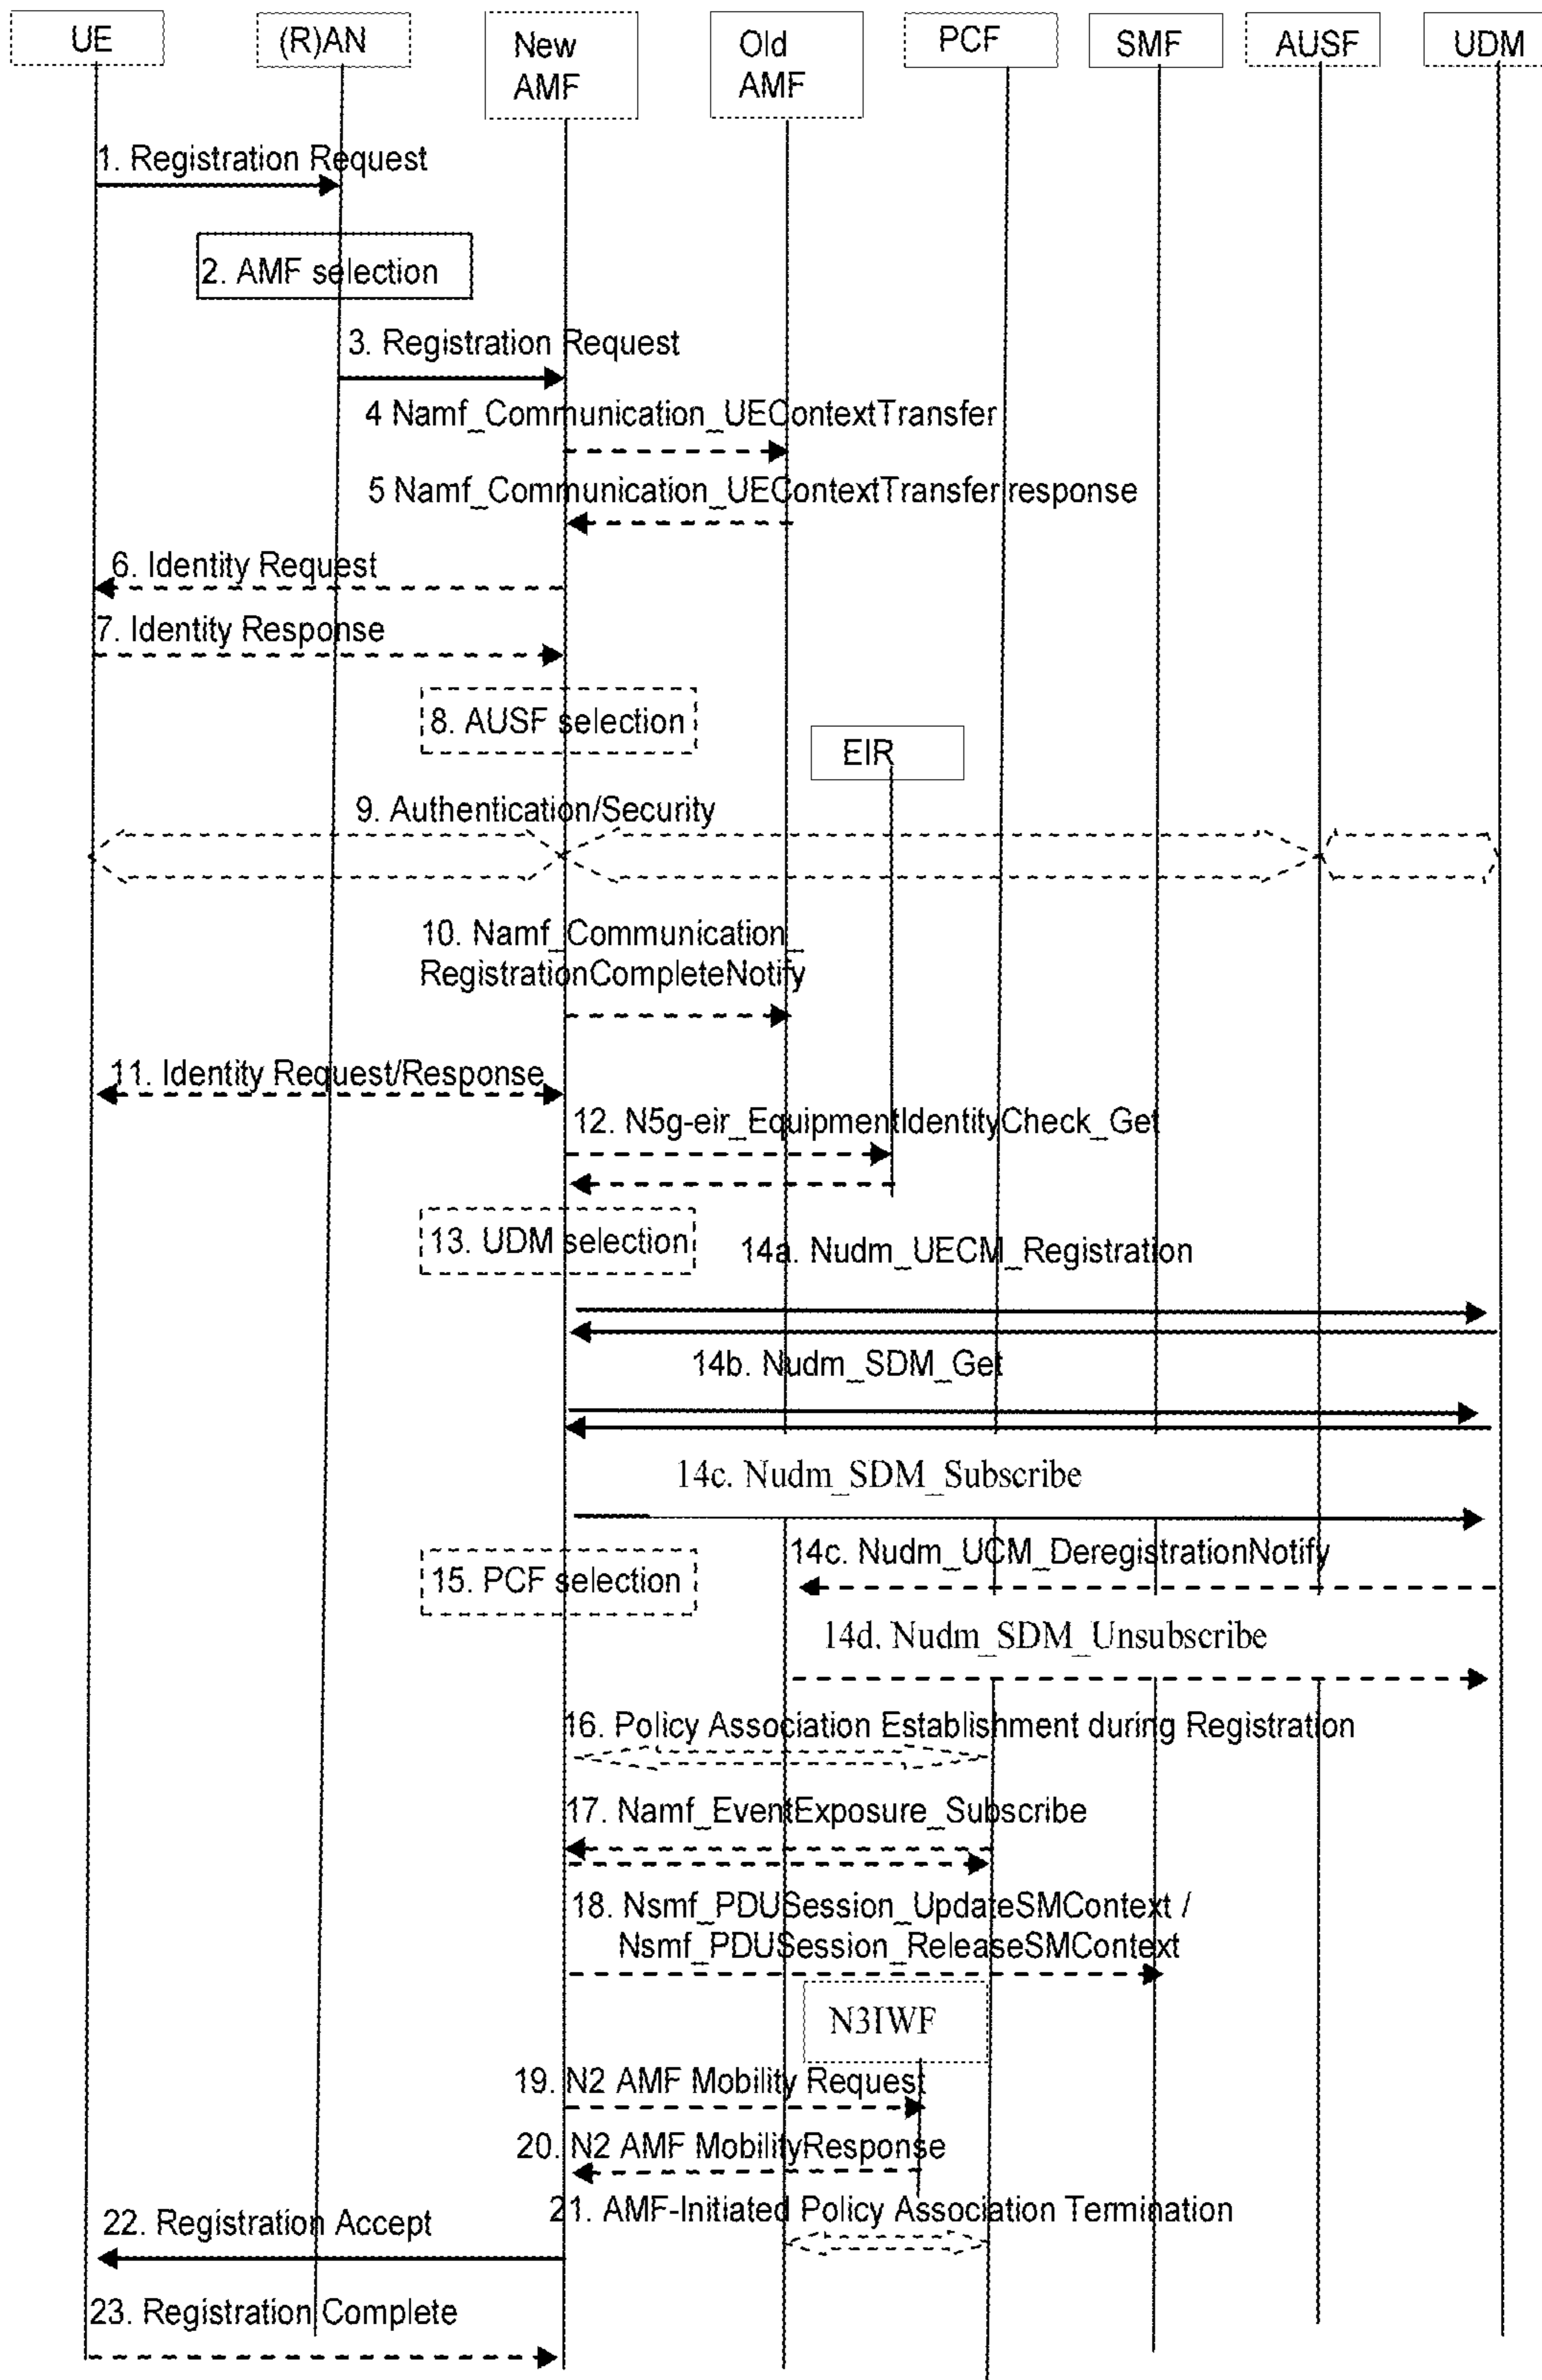 UE
(R)AN
New
AMF
Old
AMF
PCF
SMF
AUSF
UDM
1. Registration Request
2. AMF selection
3. Registration Request
4 Namf_Communication_UEContextTransfer
5 Namf_Communication_UEContextTransfer response
6. Identity Request
7. Identity Response
8. AUSF selection
EIR
9. Authentication/Security
10. Namf_Communication_
RegistrationCompleteNotify
11. Identity Request/Response
12. N5g-eir_EquipmentIdentityCheck_Get
13. UDM selection
14a. Nudm_UECM_Registration
14b. Nudm_SDM_Get
14c. Nudm_SDM_Subscribe
14c. Nudm_UCM_DeregistrationNotify
15. PCF selection
14d. Nudm_SDM_Unsubscribe
16. Policy Association Establishment during Registration
17. Namf_EventExposure_Subscribe
18. Nsmf_PDUSession_UpdateSMContext /
Nsmf_PDUSession_ReleaseSMContext
N3IWF
19. N2 AMF Mobility Request
20. N2 AMF MobilityResponse
21. AMF-Initiated Policy Association Termination
22. Registration Accept
23. Registration Complete